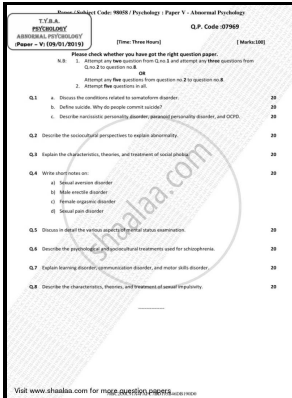 Paper / Subject Code: 98058 / Psychology : Paper V - Abnormal Psychology
T.Y.B.A.
PSYCHOLOGY
ABNORMAL PSYCHOLOGY
(Paper – V) (09/01/2019)
Q.P. Code :07969
[Time: Three Hours] [ Marks:100]
Please check whether you have got the right question paper.
N.B: 1. Attempt any two question from Q.no.1 and attempt any three questions from
Q.no.2 to question no.8.
OR
Attempt any five questions from question no.2 to question no.8.
2. Attempt five questions in all.
Q.1 a. Discuss the conditions related to somatoform disorder. 20
b. Define suicide. Why do people commit suicide? 20
c. Describe narcissistic personality disorder, paranoid personality disorder, and OCPD. 20
Q.2 Describe the sociocultural perspectives to explain abnormality. 20
Q.3 Explain the characteristics, theories, and treatment of social phobia. 20
Q.4 Write short notes on: 20
a) Sexual aversion disorder
b) Male erectile disorder
c) Female orgasmic disorder
d) Sexual pain disorder
Q.5 Discuss in detail the various aspects of mental status examination. 20
Q.6 Describe the psychological and sociocultural treatments used for schizophrenia. 20
Q.7 Explain learning disorder, communication disorder, and motor skills disorder. 20
Q.8 Describe the characteristics, theories, and treatment of sexual impulsivity. 20
shaalaa.com
Visit www.shaalaa.com for more question papers